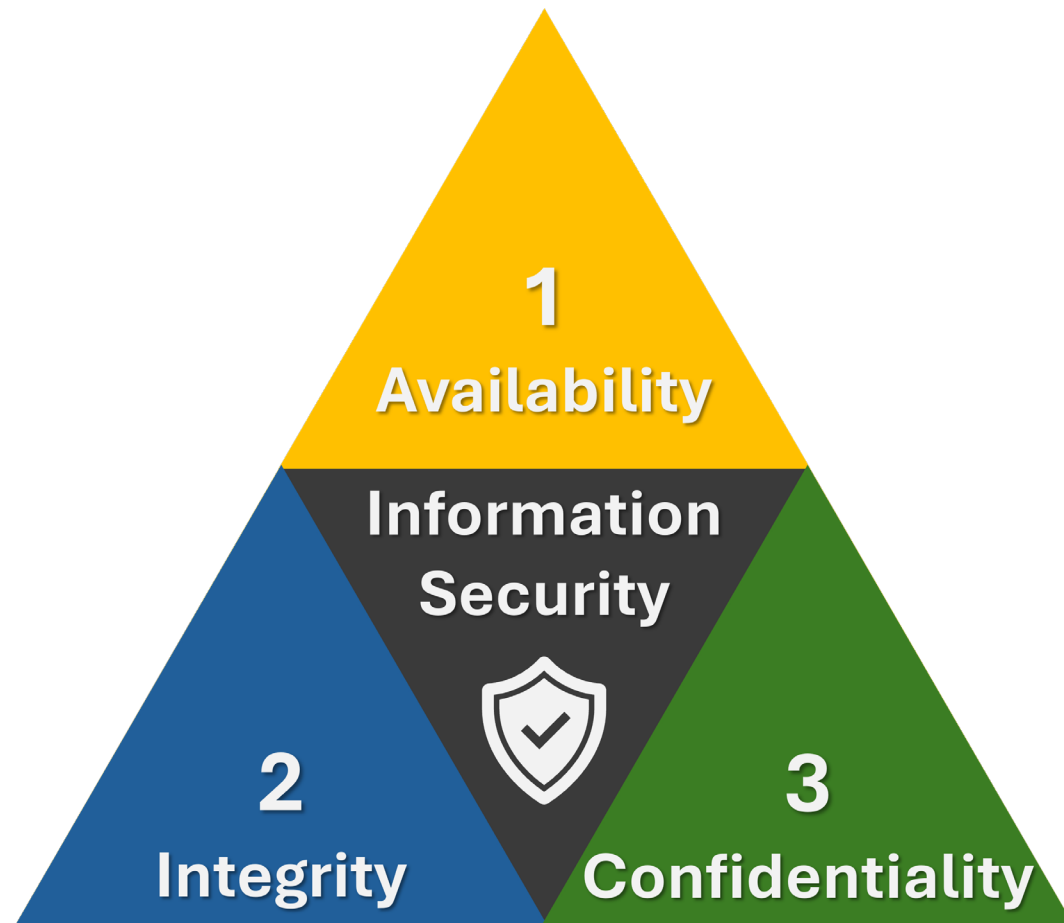 1
Availability
Information
Security
2
Integrity
3
Confidentiality